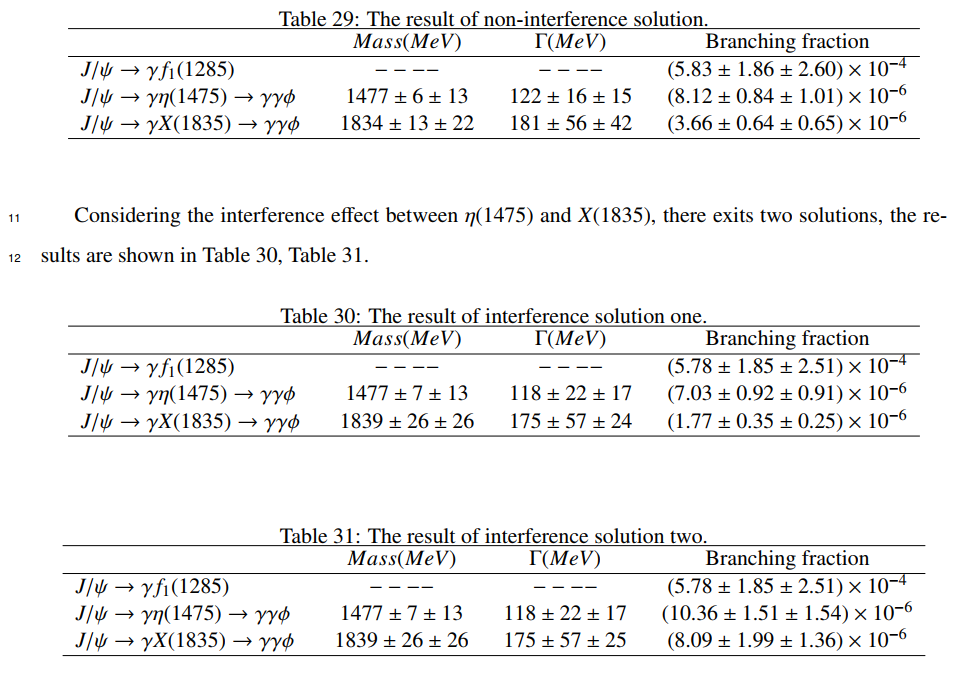 Table 29: The result of non-interference solution.
Mass(MeV) Γ(MeV) Branching fraction
J/ψ → γf₁(1285) − − −− − − −− (5.83 ± 1.86 ± 2.60) × 10⁻⁴
J/ψ → γη(1475) → γγϕ 1477 ± 6 ± 13 122 ± 16 ± 15 (8.12 ± 0.84 ± 1.01) × 10⁻⁶
J/ψ → γX(1835) → γγϕ 1834 ± 13 ± 22 181 ± 56 ± 42 (3.66 ± 0.64 ± 0.65) × 10⁻⁶
11 Considering the interference effect between η(1475) and X(1835), there exits two solutions, the re-
12 sults are shown in Table 30, Table 31.
Table 30: The result of interference solution one.
Mass(MeV) Γ(MeV) Branching fraction
J/ψ → γf₁(1285) − − −− − − −− (5.78 ± 1.85 ± 2.51) × 10⁻⁴
J/ψ → γη(1475) → γγϕ 1477 ± 7 ± 13 118 ± 22 ± 17 (7.03 ± 0.92 ± 0.91) × 10⁻⁶
J/ψ → γX(1835) → γγϕ 1839 ± 26 ± 26 175 ± 57 ± 24 (1.77 ± 0.35 ± 0.25) × 10⁻⁶
Table 31: The result of interference solution two.
Mass(MeV) Γ(MeV) Branching fraction
J/ψ → γf₁(1285) − − −− − − −− (5.78 ± 1.85 ± 2.51) × 10⁻⁴
J/ψ → γη(1475) → γγϕ 1477 ± 7 ± 13 118 ± 22 ± 17 (10.36 ± 1.51 ± 1.54) × 10⁻⁶
J/ψ → γX(1835) → γγϕ 1839 ± 26 ± 26 175 ± 57 ± 25 (8.09 ± 1.99 ± 1.36) × 10⁻⁶